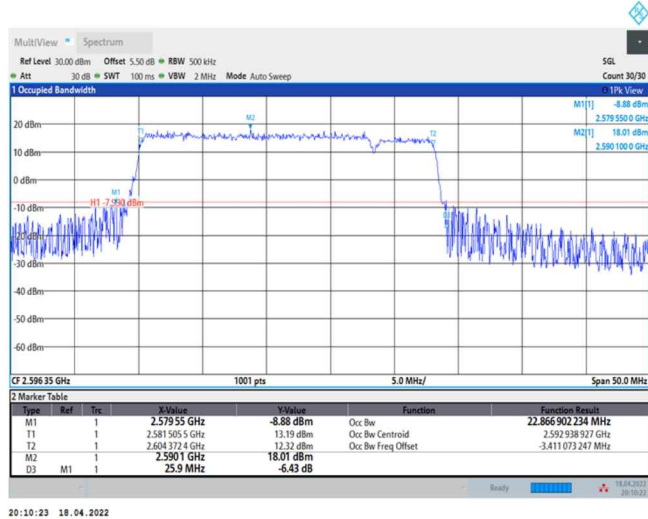 MultiView Spectrum
Ref Level 30.00 dBm Offset 5.50 dB RBW 500 kHz SGL
Att 30 dB SWT 100 ms VBW 2 MHz Mode Auto Sweep Count 30/30
1 Occupied Bandwidth 1Pk View
M1[1] -8.88 dBm
2.579 550 0 GHz
M2[1] 18.01 dBm
2.590 100 0 GHz
M2
T1
T2
20 dBm
10 dBm
0 dBm
M1
H1 -7.990 dBm
-10 dBm
D3
-20 dBm
-30 dBm
-40 dBm
-50 dBm
-60 dBm
CF 2.596 35 GHz 1001 pts 5.0 MHz/ Span 50.0 MHz
2 Marker Table
Type Ref Trc X-Value Y-Value Function Function Result
M1 1 2.579 55 GHz -8.88 dBm Occ Bw 22.866 902 234 MHz
T1 1 2.581 505 5 GHz 13.19 dBm Occ Bw Centroid 2.592 938 927 GHz
T2 1 2.604 372 4 GHz 12.32 dBm Occ Bw Freq Offset -3.411 073 247 MHz
M2 1 2.590 1 GHz 18.01 dBm
D3 M1 1 25.9 MHz -6.43 dB
Ready 18.04.2022
20:10:22
20:10:23 18.04.2022